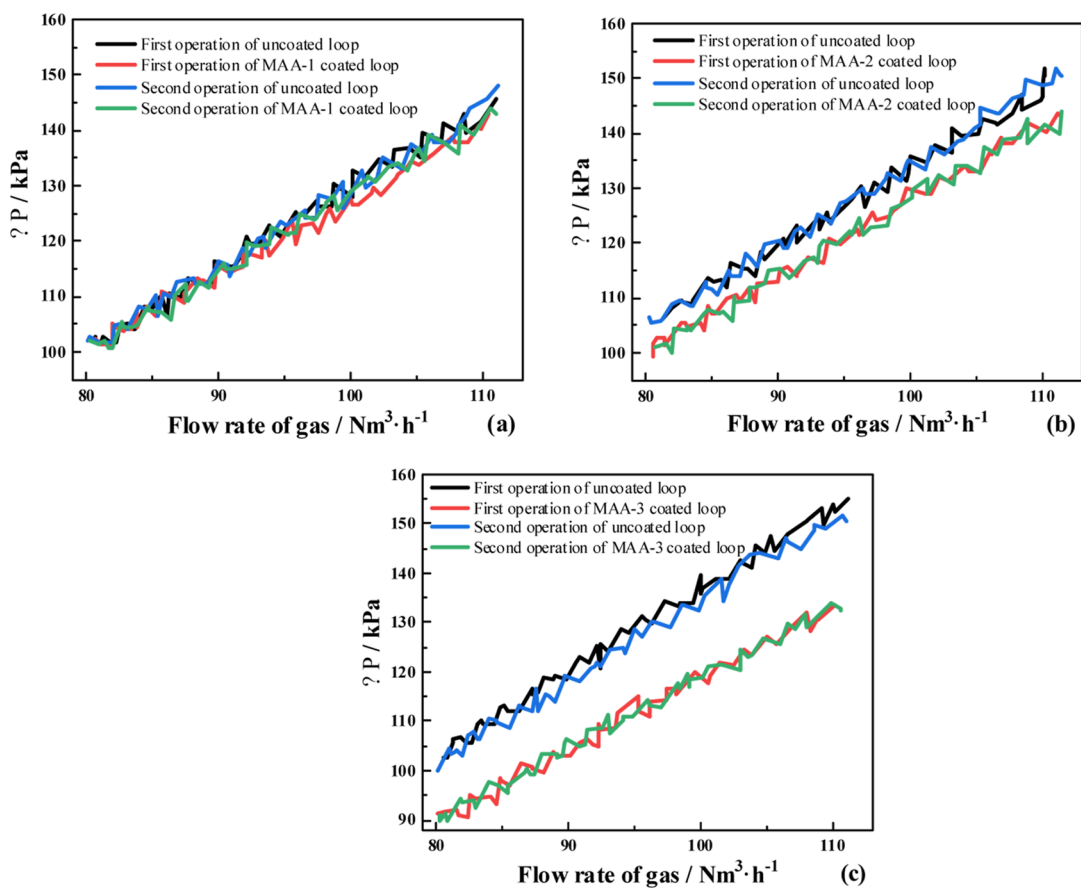 160
150
140
130
120
110
100
? P / kPa
First operation of uncoated loop
First operation of MAA-1 coated loop
Second operation of uncoated loop
Second operation of MAA-1 coated loop
80 90 100 110
Flow rate of gas / Nm³·h⁻¹ (a)
160
150
140
130
120
110
100
? P / kPa
First operation of uncoated loop
First operation of MAA-2 coated loop
Second operation of uncoated loop
Second operation of MAA-2 coated loop
80 90 100 110
Flow rate of gas / Nm³·h⁻¹ (b)
160
150
140
130
120
110
100
90
? P / kPa
First operation of uncoated loop
First operation of MAA-3 coated loop
Second operation of uncoated loop
Second operation of MAA-3 coated loop
80 90 100 110
Flow rate of gas / Nm³·h⁻¹ (c)